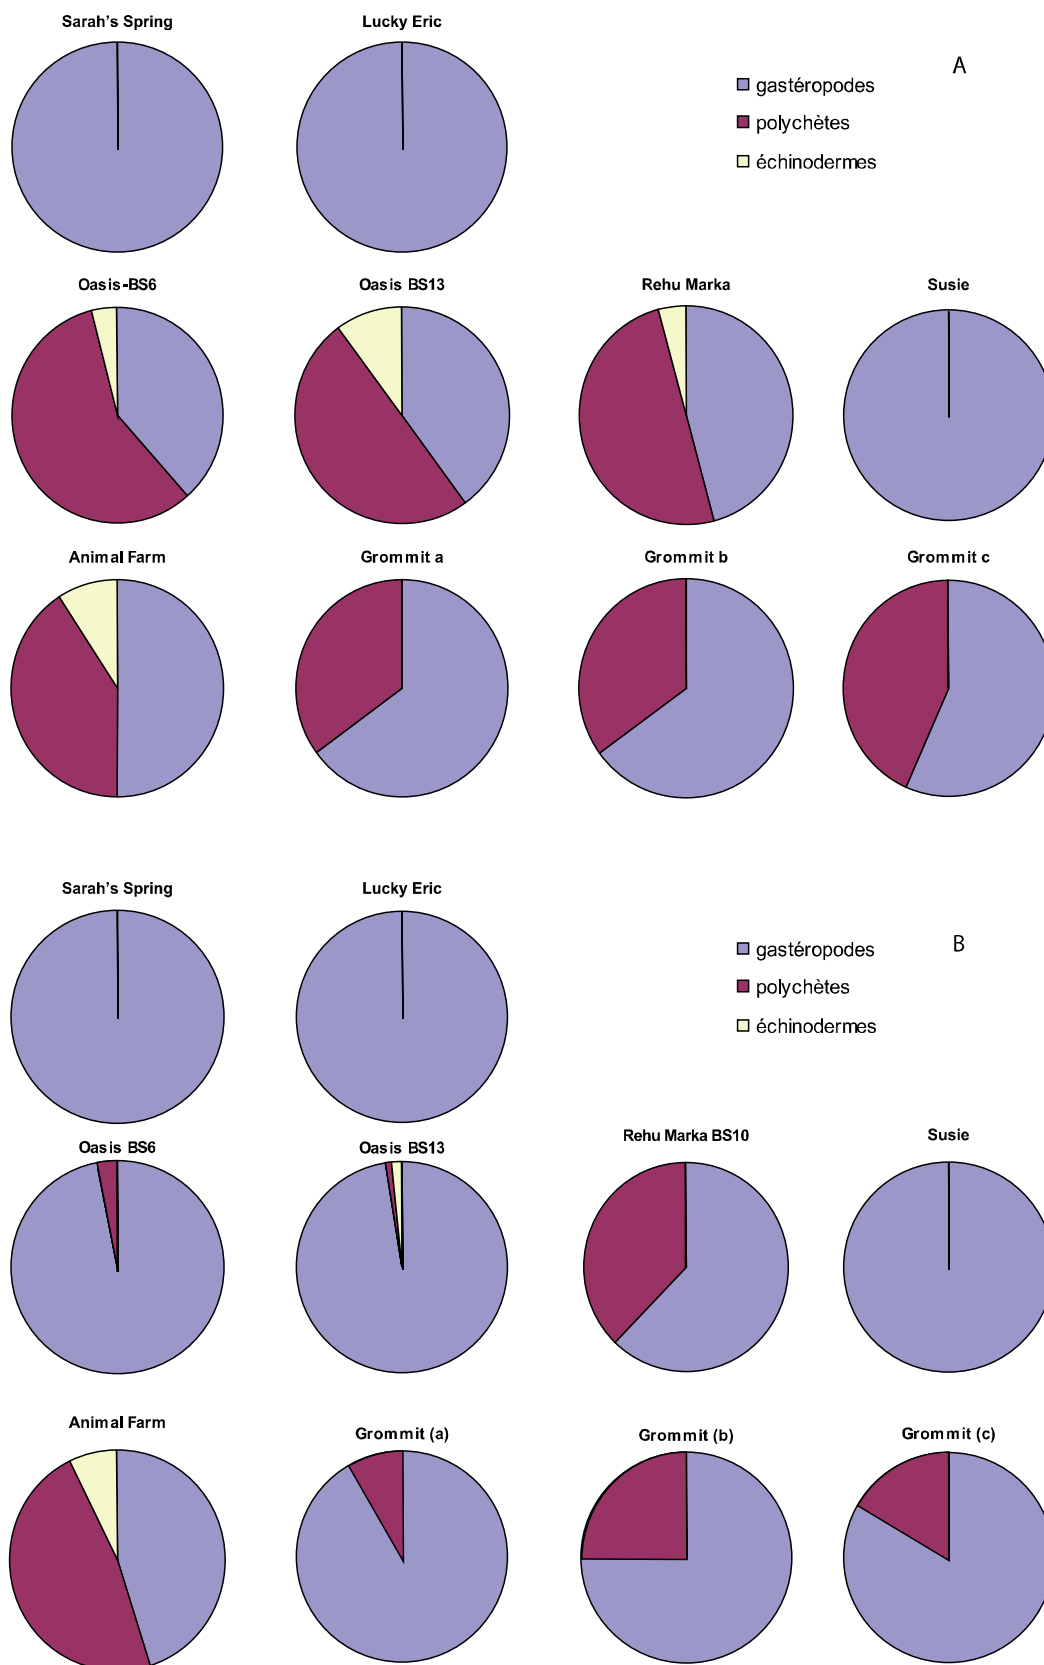 Sarah's Spring
Lucky Eric
A
gastéropodes
polychètes
échinodermes
Oasis-BS6
Oasis BS13
Rehu Marka
Susie
Animal Farm
Grommit a
Grommit b
Grommit c
Sarah's Spring
Lucky Eric
B
gastéropodes
polychètes
échinodermes
Oasis BS6
Oasis BS13
Rehu Marka BS10
Susie
Animal Farm
Grommit (a)
Grommit (b)
Grommit (c)